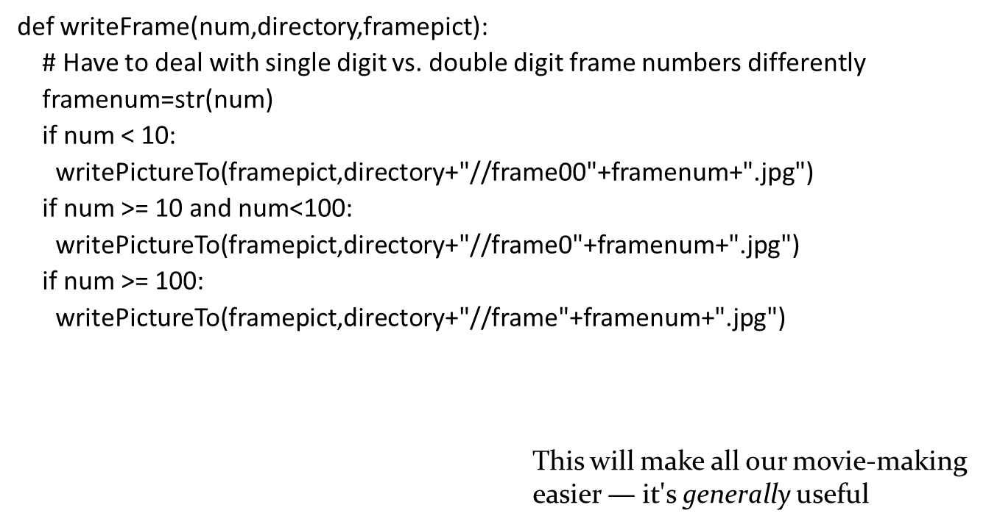 def writeFrame(num,directory,framepict):
    # Have to deal with single digit vs. double digit frame numbers differently
    framenum=str(num)
    if num < 10:
      writePictureTo(framepict,directory+"//frame00"+framenum+".jpg")
    if num >= 10 and num<100:
      writePictureTo(framepict,directory+"//frame0"+framenum+".jpg")
    if num >= 100:
      writePictureTo(framepict,directory+"//frame"+framenum+".jpg")
This will make all our movie-making
easier — it's generally useful